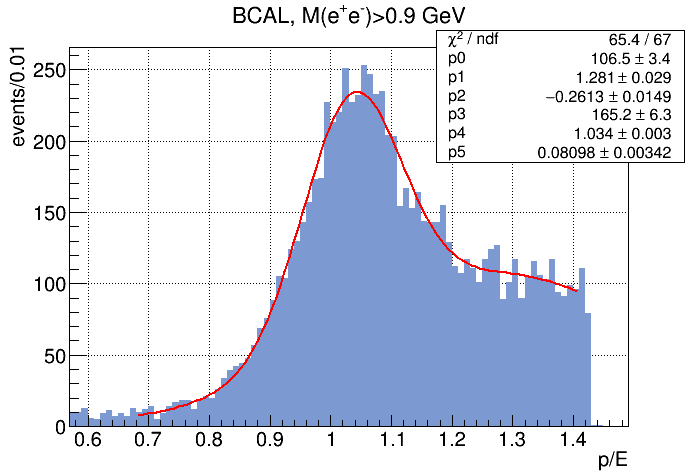 BCAL, M(e⁺e⁻)>0.9 GeV
χ² / ndf 65.4 / 67
p0 106.5 ± 3.4
p1 1.281 ± 0.029
p2 −0.2613 ± 0.0149
p3 165.2 ± 6.3
p4 1.034 ± 0.003
p5 0.08098 ± 0.00342
events/0.01
250
200
150
100
50
0
0.6 0.7 0.8 0.9 1 1.1 1.2 1.3 1.4
p/E